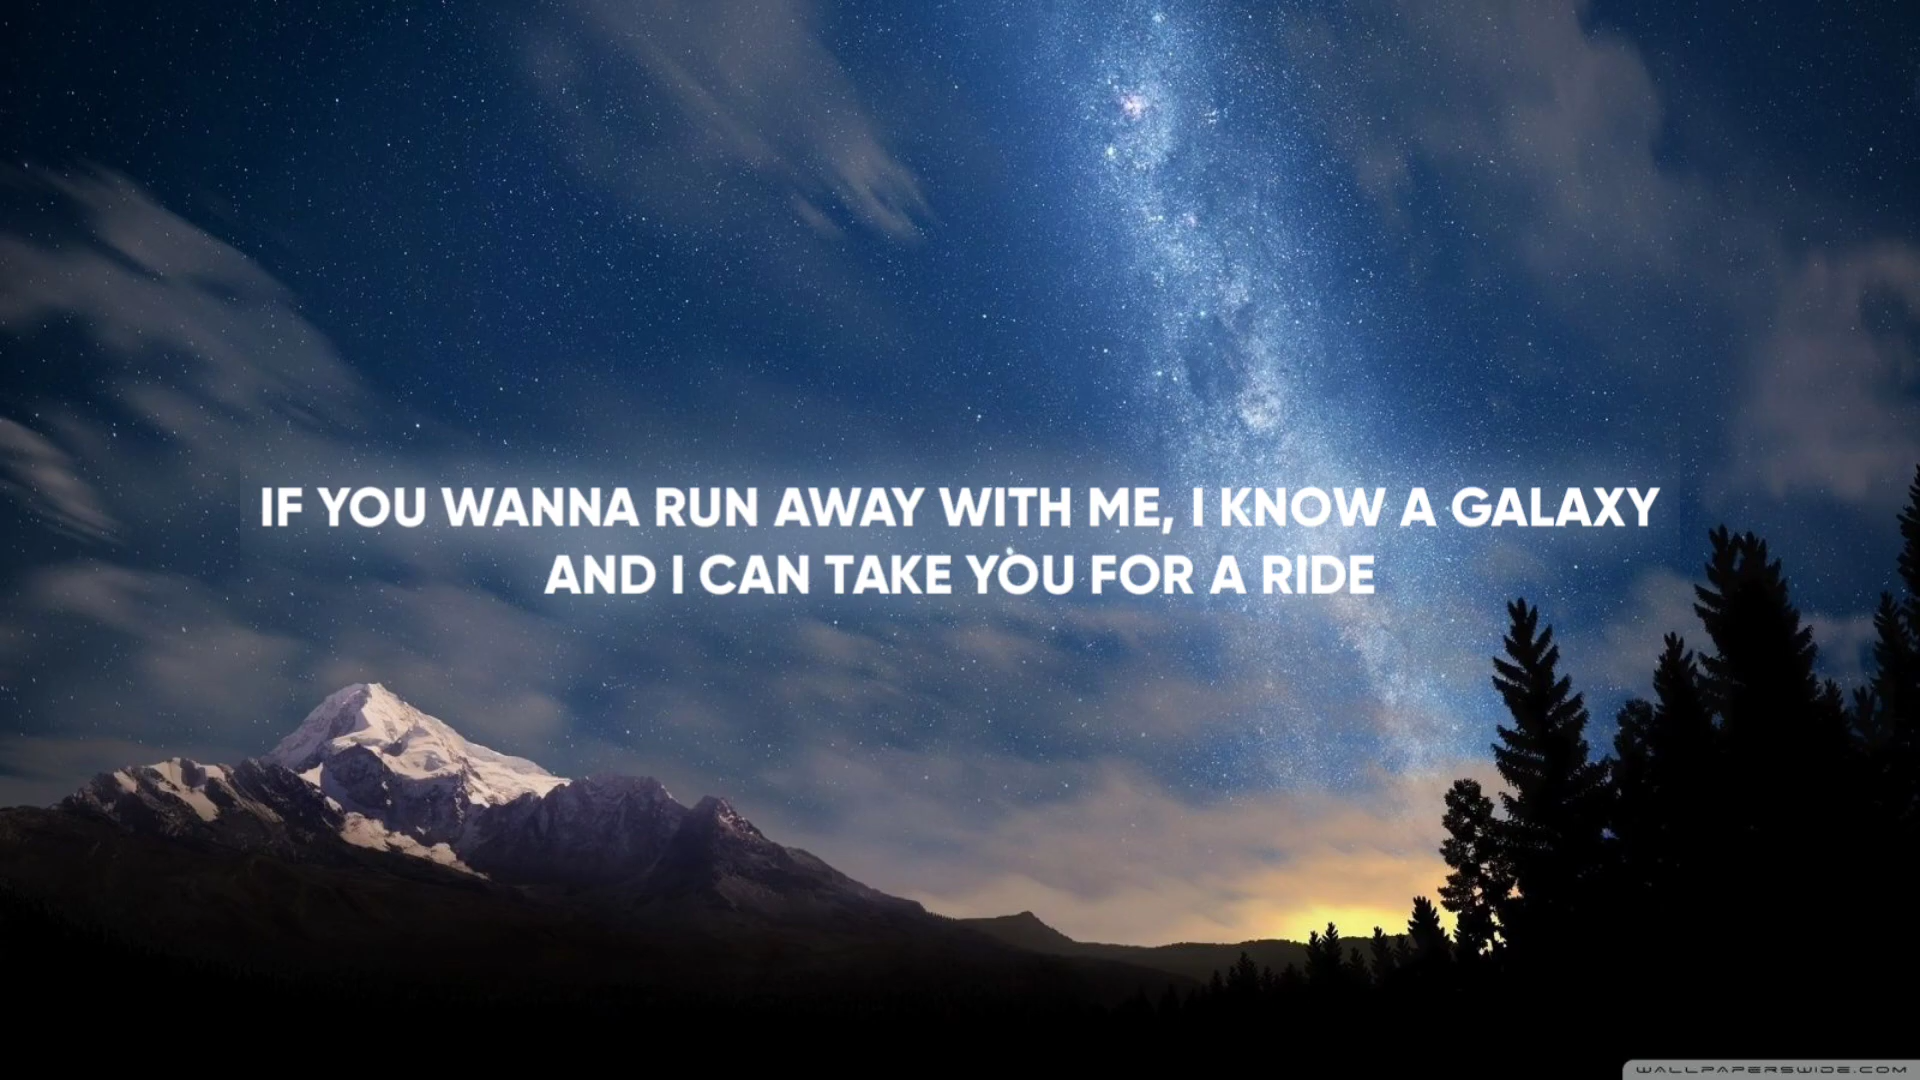 IF YOU WANNA RUN AWAY WITH ME, I KNOW A GALAXY
AND I CAN TAKE YOU FOR A RIDE
WALLPAPERSWIDE.COM